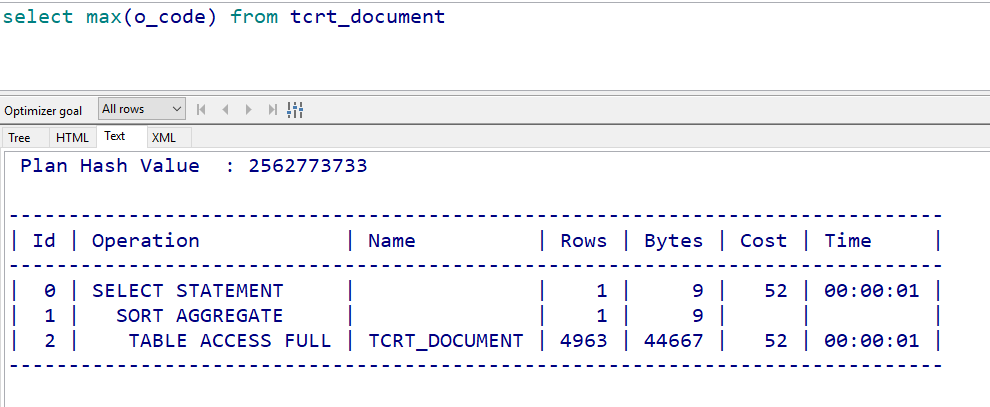 select max(o_code) from tcrt_document
Optimizer goal All rows
Tree HTML Text XML
Plan Hash Value : 2562773733
-------------------------------------------------------------------------------
| Id | Operation | Name | Rows | Bytes | Cost | Time |
-------------------------------------------------------------------------------
| 0 | SELECT STATEMENT | | 1 | 9 | 52 | 00:00:01 |
| 1 | SORT AGGREGATE | | 1 | 9 | | |
| 2 | TABLE ACCESS FULL | TCRT_DOCUMENT | 4963 | 44667 | 52 | 00:00:01 |
-------------------------------------------------------------------------------